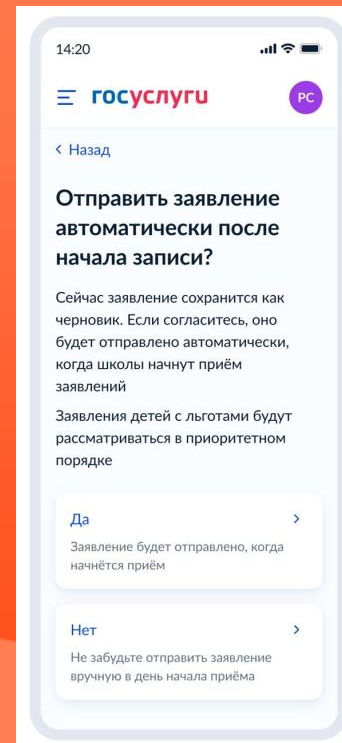 14:20
госуслуги
РС
Назад
Отправить заявление
автоматически после
начала записи?
Сейчас заявление сохранится как
черновик. Если согласитесь, оно
будет отправлено автоматически,
когда школы начнут приём
заявлений
Заявления детей с льготами будут
рассматриваться в приоритетном
порядке
Да
Заявление будет отправлено, когда
начнётся приём
Нет
Не забудьте отправить заявление
вручную в день начала приёма